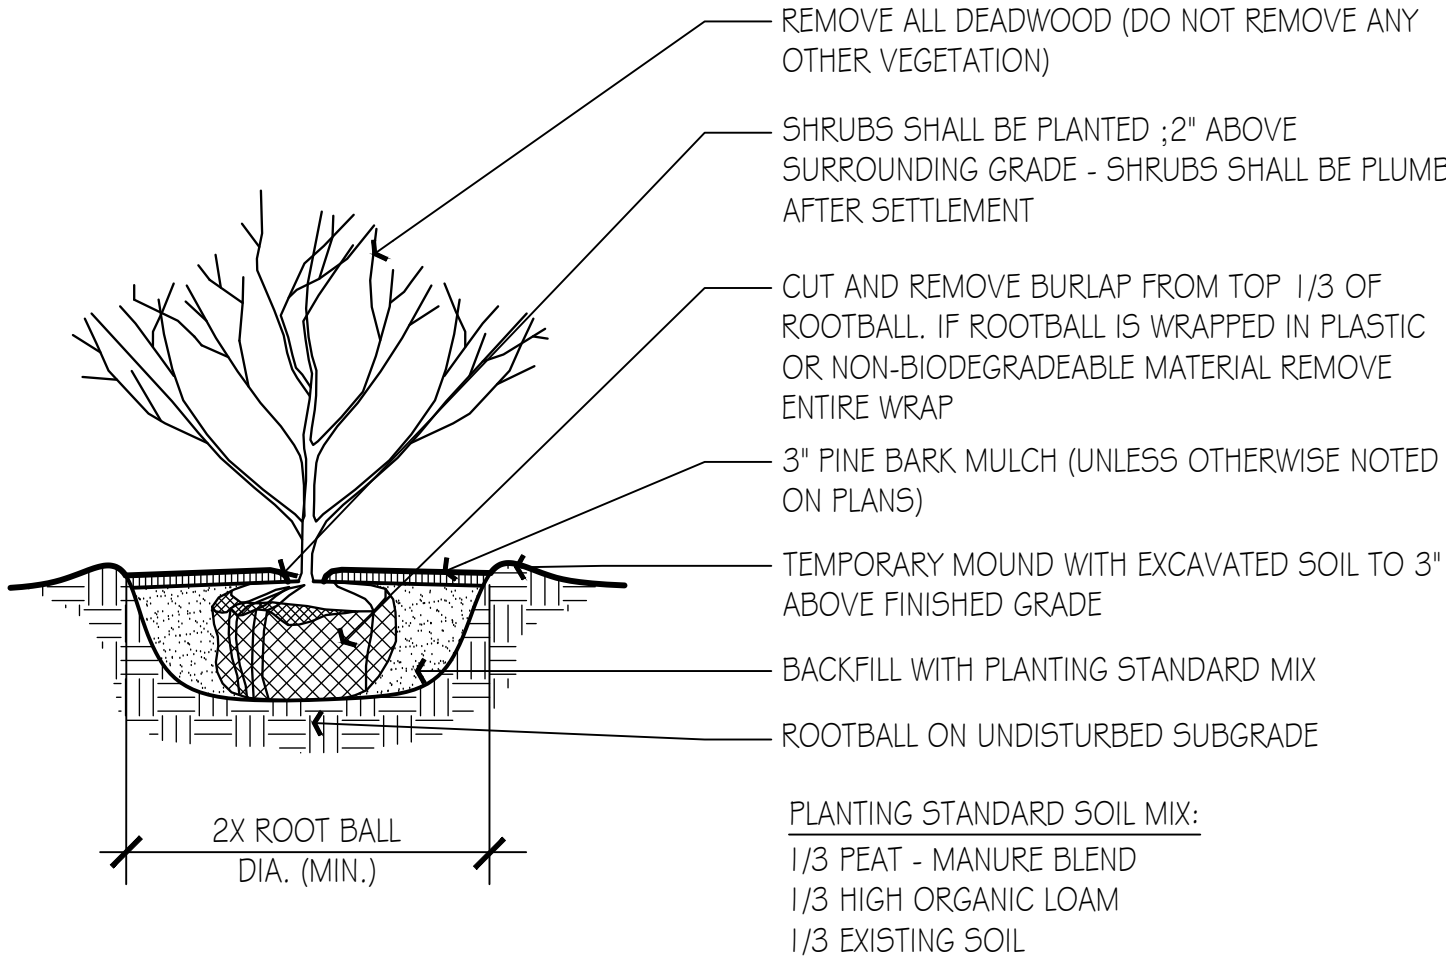 REMOVE ALL DEADWOOD (DO NOT REMOVE ANY
OTHER VEGETATION)
SHRUBS SHALL BE PLANTED ;2" ABOVE
SURROUNDING GRADE - SHRUBS SHALL BE PLUMB
AFTER SETTLEMENT
CUT AND REMOVE BURLAP FROM TOP 1/3 OF
ROOTBALL. IF ROOTBALL IS WRAPPED IN PLASTIC
OR NON-BIODEGRADEABLE MATERIAL REMOVE
ENTIRE WRAP
3" PINE BARK MULCH (UNLESS OTHERWISE NOTED
ON PLANS)
TEMPORARY MOUND WITH EXCAVATED SOIL TO 3"
ABOVE FINISHED GRADE
BACKFILL WITH PLANTING STANDARD MIX
ROOTBALL ON UNDISTURBED SUBGRADE
2X ROOT BALL
DIA. (MIN.)
PLANTING STANDARD SOIL MIX:
1/3 PEAT - MANURE BLEND
1/3 HIGH ORGANIC LOAM
1/3 EXISTING SOIL